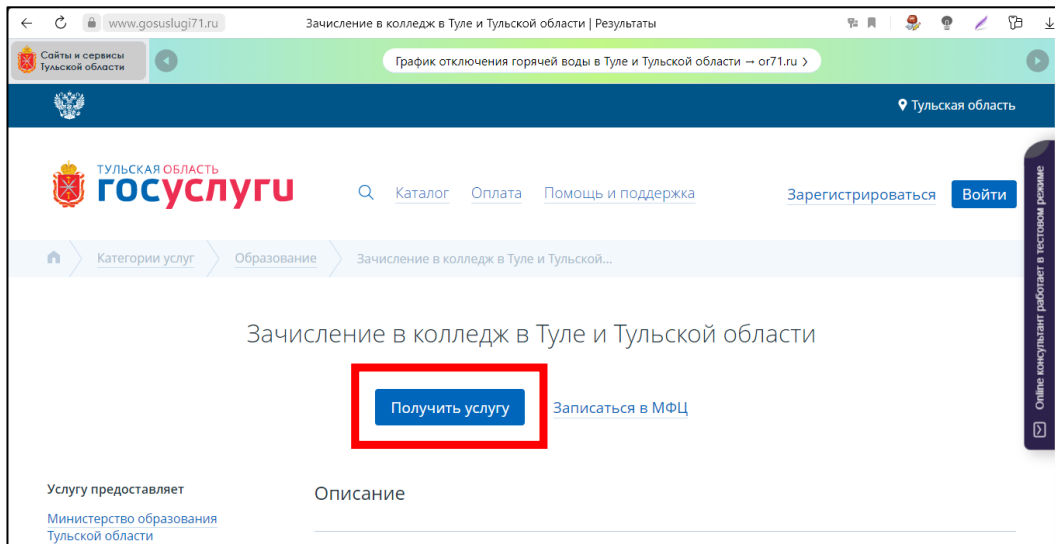 www.gosuslugi71.ru
Зачисление в колледж в Туле и Тульской области | Результаты
Сайты и сервисы
Тульской области
График отключения горячей воды в Туле и Тульской области → or71.ru >
Тульская область
ТУЛЬСКАЯ ОБЛАСТЬ
госуслуги
Каталог Оплата Помощь и поддержка
Зарегистрироваться Войти
Категории услуг Образование Зачисление в колледж в Туле и Тульской...
Online консультант работает в тестовом режиме
Зачисление в колледж в Туле и Тульской области
Получить услугу Записаться в МФЦ
Услугу предоставляет
Министерство образования
Тульской области
Описание